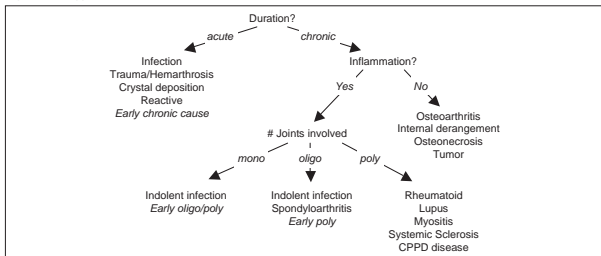 Duration?
acute
chronic
Infection
Trauma/Hemarthrosis
Crystal deposition
Reactive
Early chronic cause
Inflammation?
Yes
No
# Joints involved
Osteoarthritis
Internal derangement
Osteonecrosis
Tumor
mono
oligo
poly
Indolent infection
Early oligo/poly
Indolent infection
Spondyloarthritis
Early poly
Rheumatoid
Lupus
Myositis
Systemic Sclerosis
CPPD disease